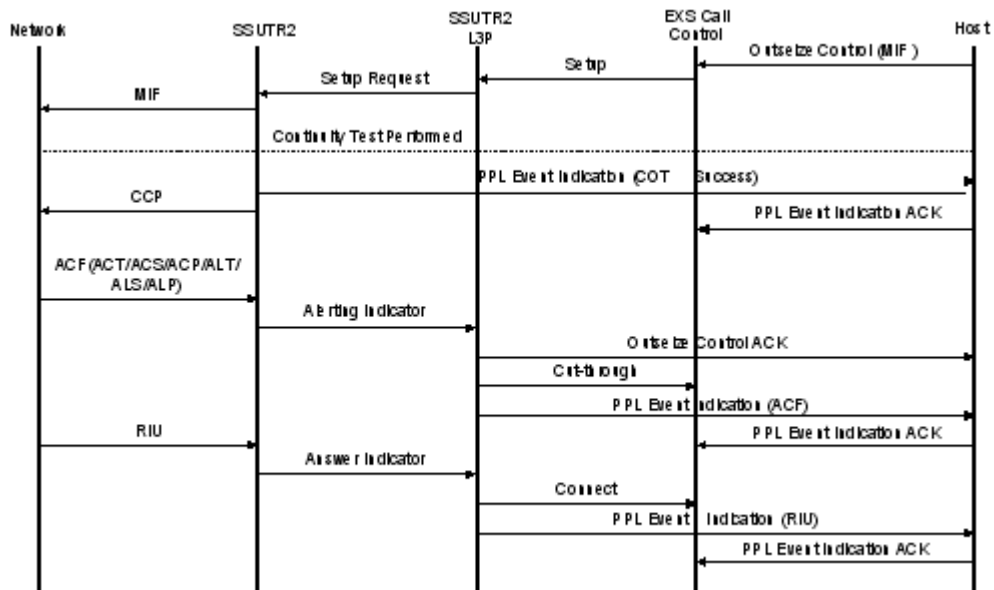 Network
SSUTR2
SSUTR2
L3P
EXS Call
Control
Host
Outseize Control (MIF)
Setup
Setup Request
MIF
Continuity Test Performed
PPL Event Indication (COT Success)
CCP
PPL Event Indication ACK
ACF(ACT/ACS/ACP/ALT/
ALS/ALP)
Alerting Indicator
Outseize Control ACK
Cut-through
PPL Event Indication (ACF)
RIU
PPL Event Indication ACK
Answer Indicator
Connect
PPL Event Indication (RIU)
PPL Event Indication ACK